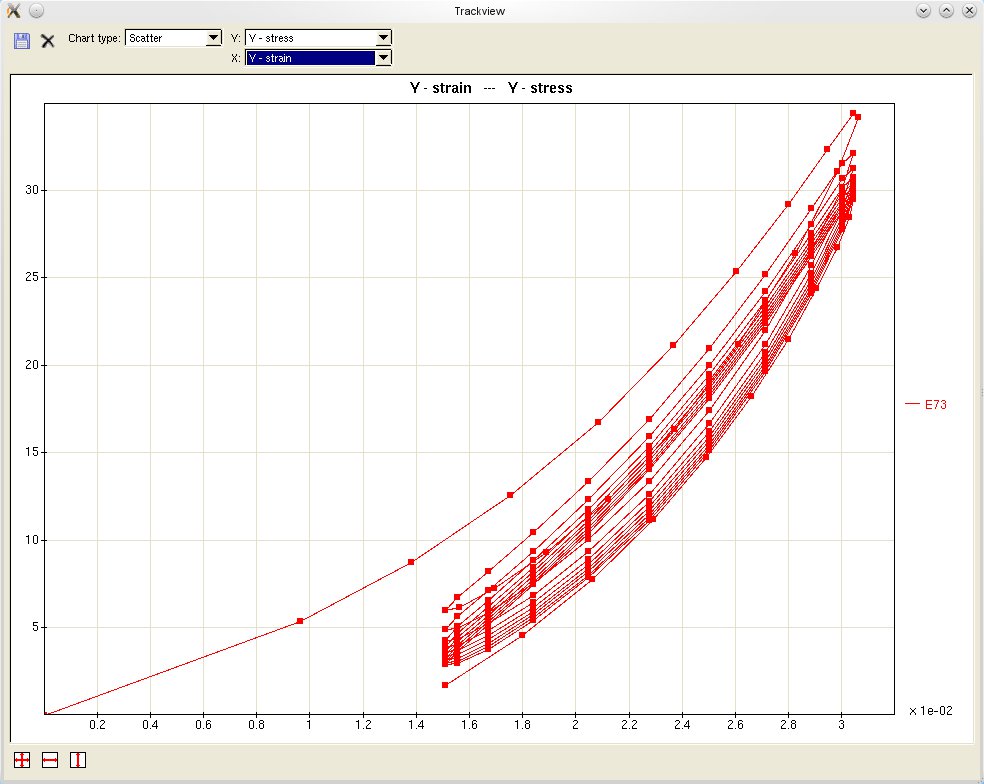 Trackview
Chart type: Scatter Y: Y - stress
X: Y - strain
Y - strain --- Y - stress
30
25
20
15
10
5
E73
0.2 0.4 0.6 0.8 1 1.2 1.4 1.6 1.8 2 2.2 2.4 2.6 2.8 3 x 1e-02